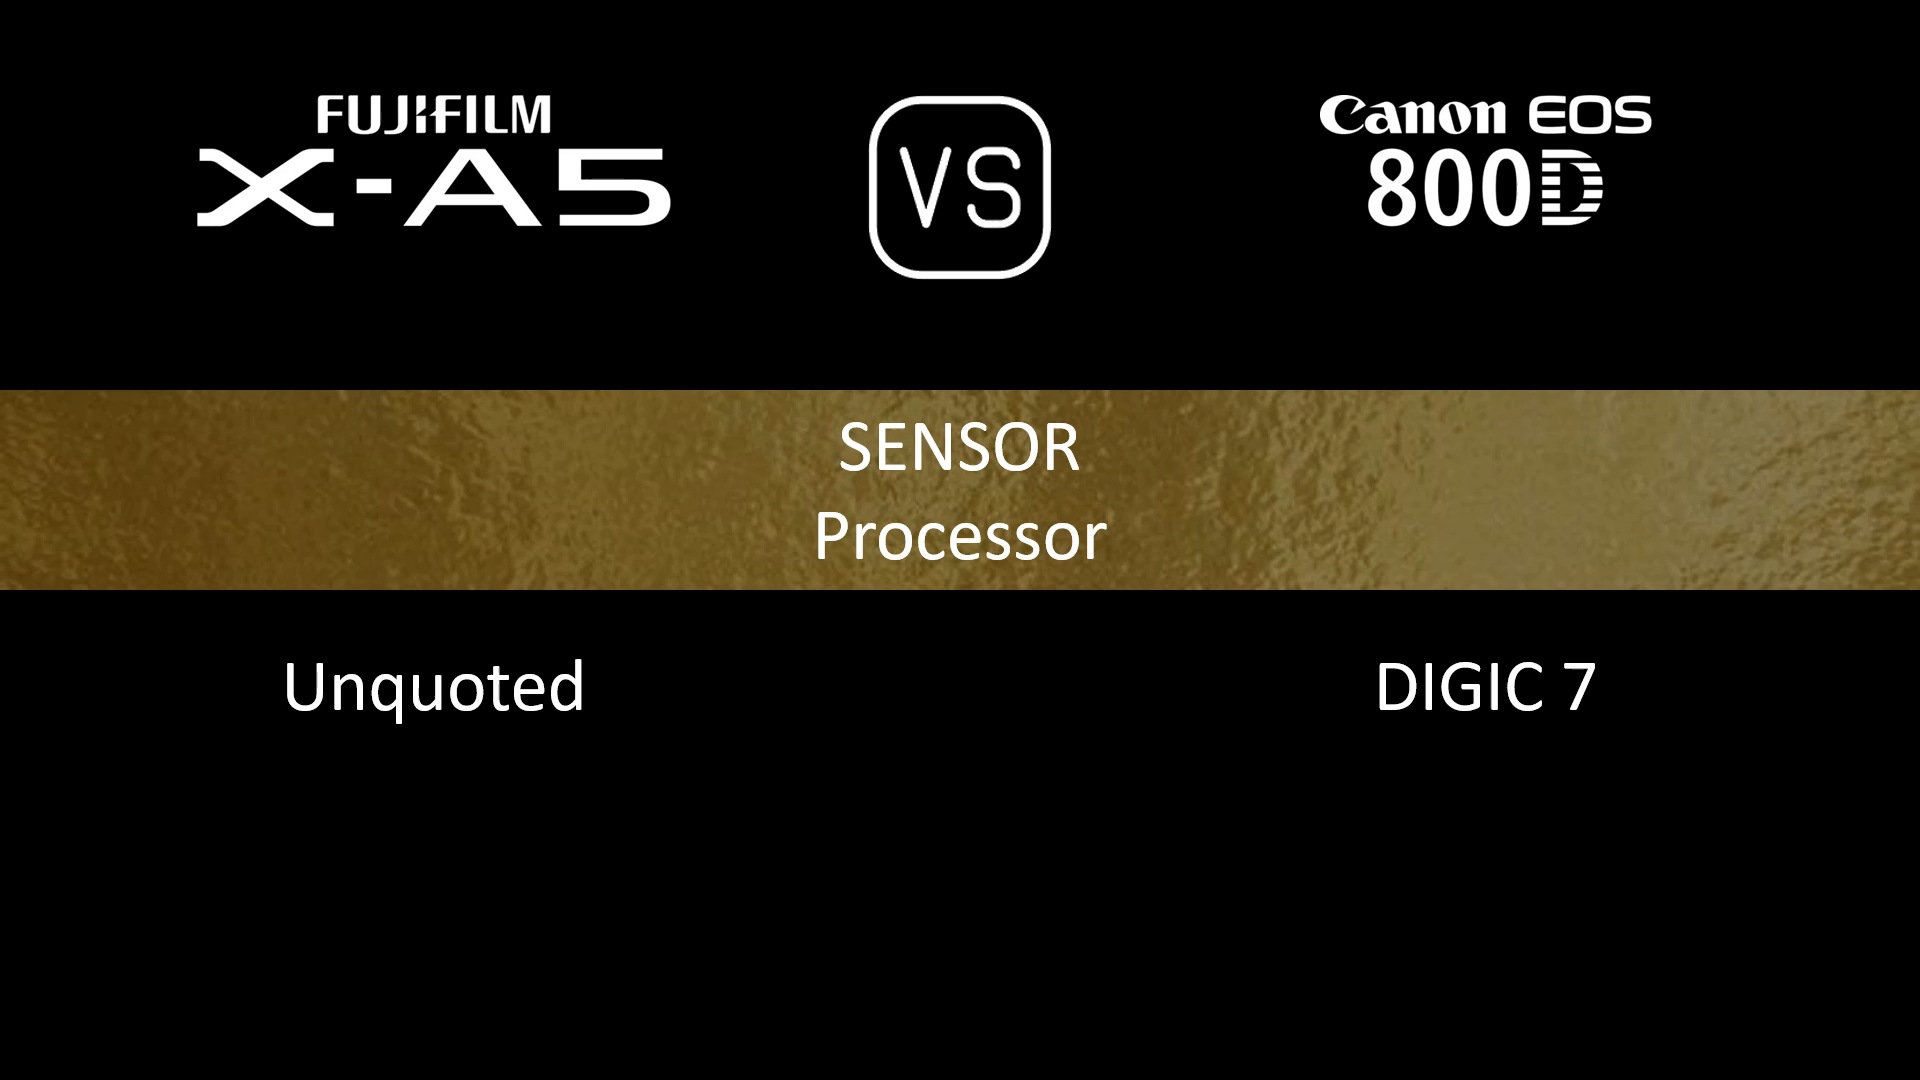 FUJIFILM
X-A5
VS
Canon EOS
800D
SENSOR
Processor
Unquoted
DIGIC 7